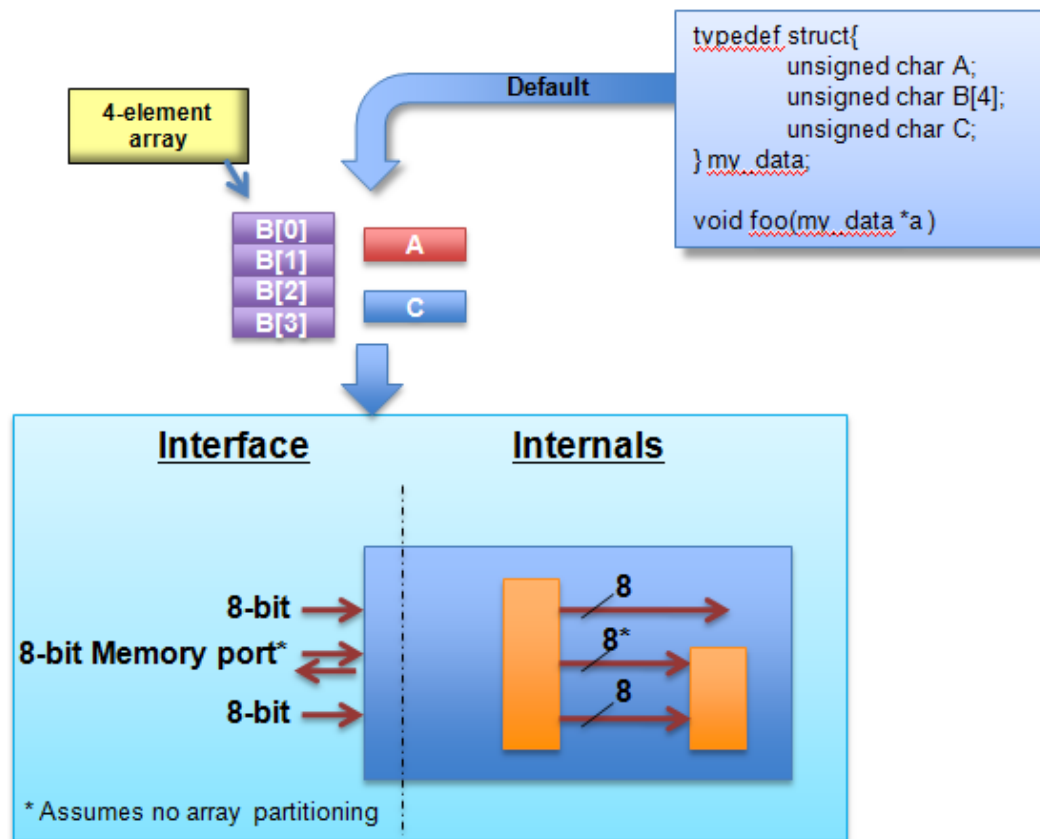 typedef struct{
unsigned char A;
unsigned char B[4];
unsigned char C;
} my_data;
void foo(my_data *a )
Default
4-element
array
B[0]
B[1]
B[2]
B[3]
A
C
Interface
Internals
8-bit
8-bit Memory port*
8-bit
8
8*
8
* Assumes no array partitioning